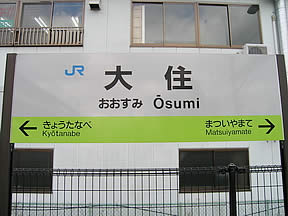 JR 大住
おおすみ Ōsumi
← きょうたなべ まついやまて →
Kyōtanabe Matsuiyamate